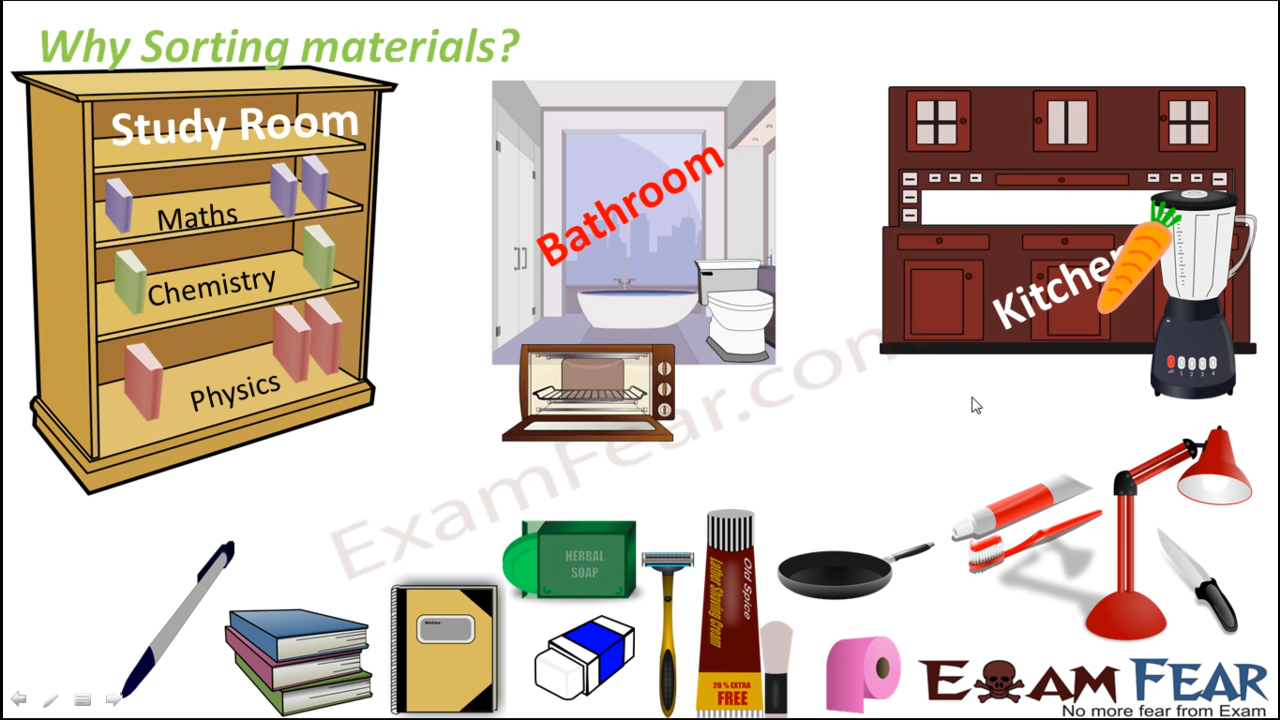 Why Sorting materials?
Study Room
Maths
Chemistry
Physics
Bathroom
Kitchen
ExamFear.com
HERBAL
SOAP
Old Spice
Lather Shaving Cream
20 % EXTRA
FREE
Notes
EXAM FEAR
No more fear from Exam